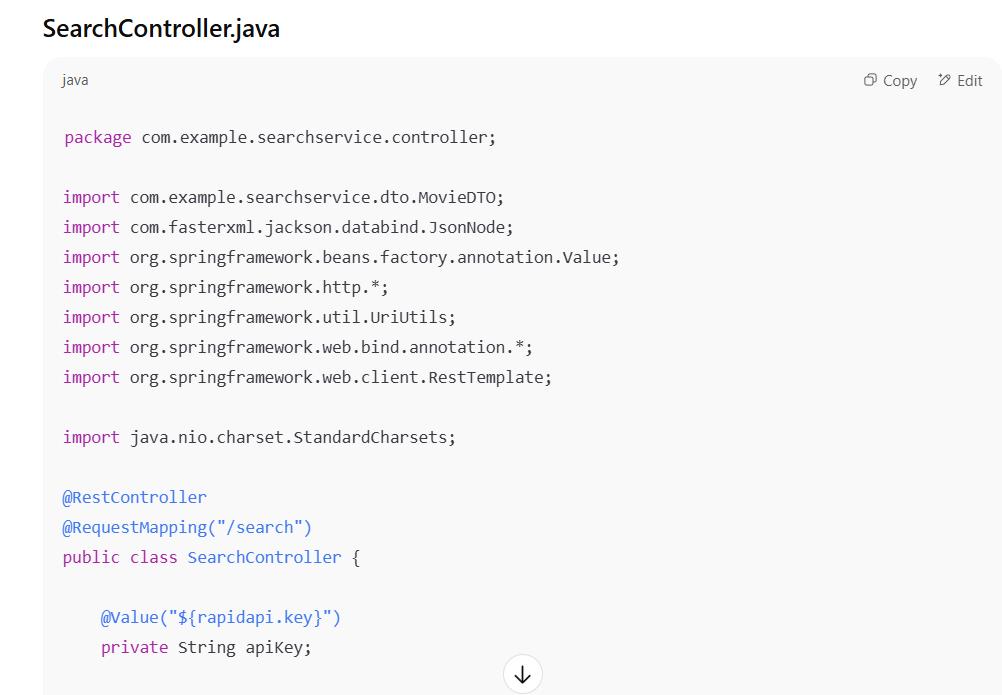 SearchController.java
java
Copy
Edit
package com.example.searchservice.controller;
import com.example.searchservice.dto.MovieDTO;
import com.fasterxml.jackson.databind.JsonNode;
import org.springframework.beans.factory.annotation.Value;
import org.springframework.http.*;
import org.springframework.util.UriUtils;
import org.springframework.web.bind.annotation.*;
import org.springframework.web.client.RestTemplate;
import java.nio.charset.StandardCharsets;
@RestController
@RequestMapping("/search")
public class SearchController {
@Value("${rapidapi.key}")
private String apiKey;